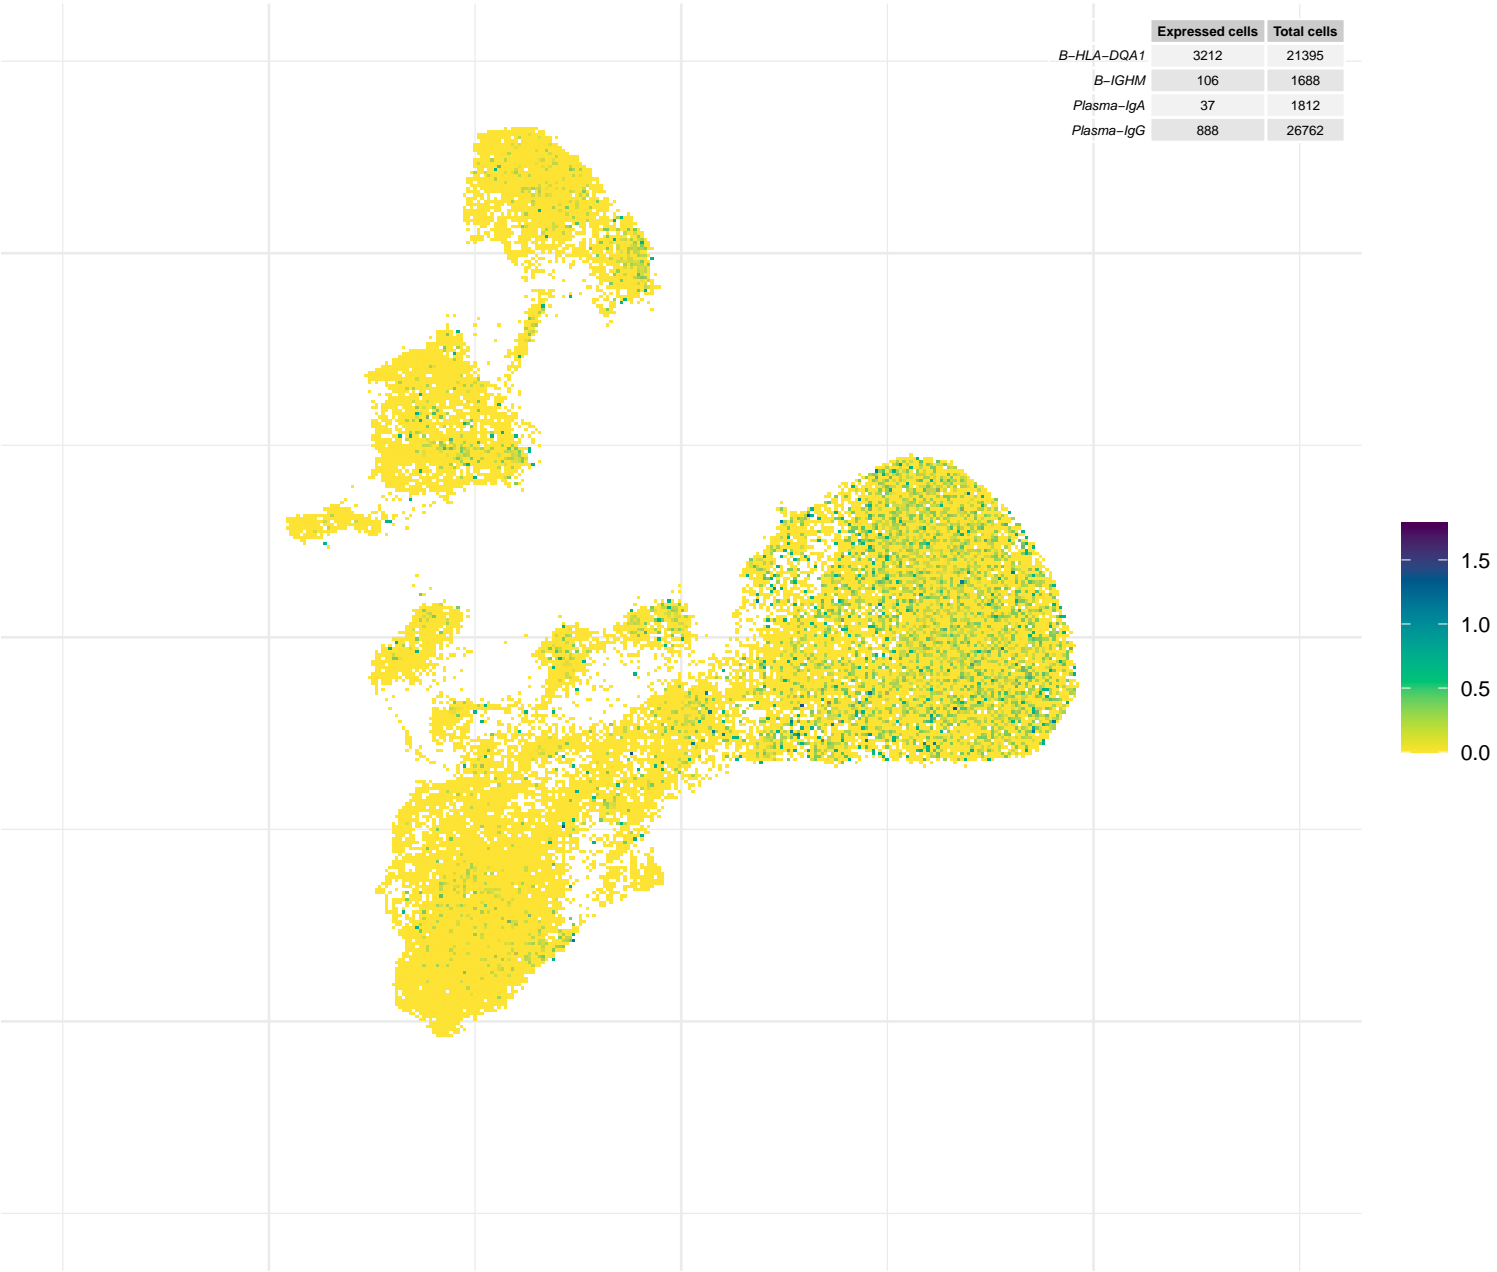 Expressed cells Total cells
B−HLA−DQA1 3212 21395
B−IGHM 106 1688
Plasma−IgA 37 1812
Plasma−IgG 888 26762
1.5
1.0
0.5
0.0